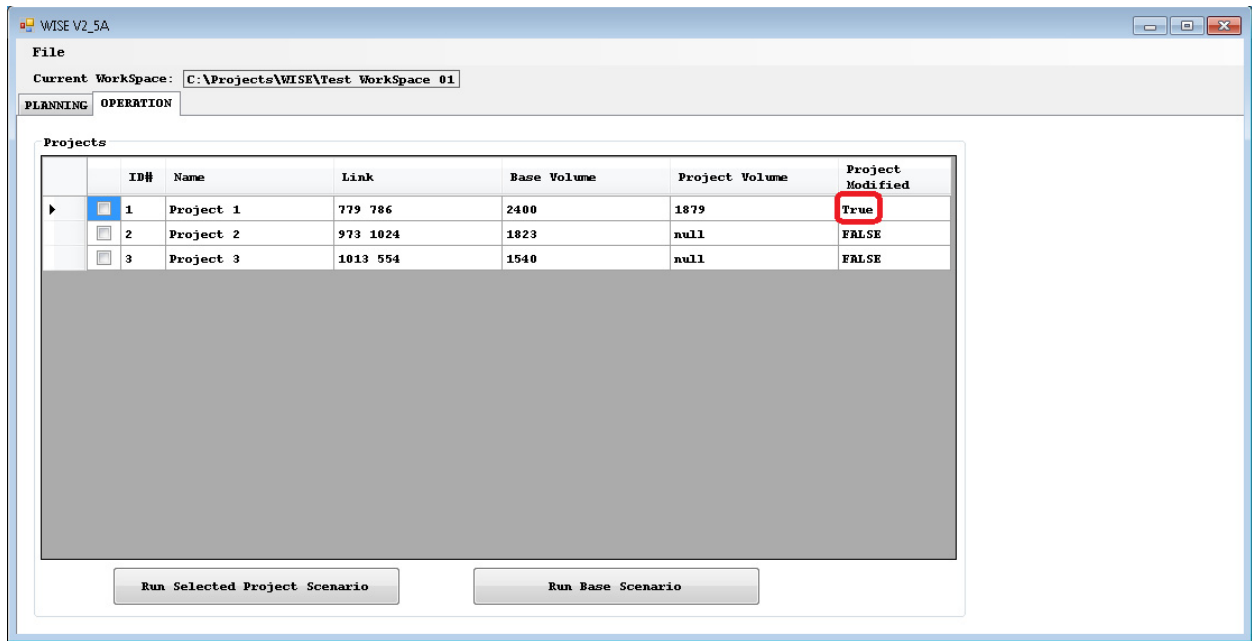 WISE V2_5A
File
Current WorkSpace: C:\Projects\WISE\Test WorkSpace 01
PLANNING OPERATION
Projects
ID# Name Link Base Volume Project Volume Project Modified
1 Project 1 779 786 2400 1879 True
2 Project 2 973 1024 1823 null FALSE
3 Project 3 1013 554 1540 null FALSE
Run Selected Project Scenario Run Base Scenario